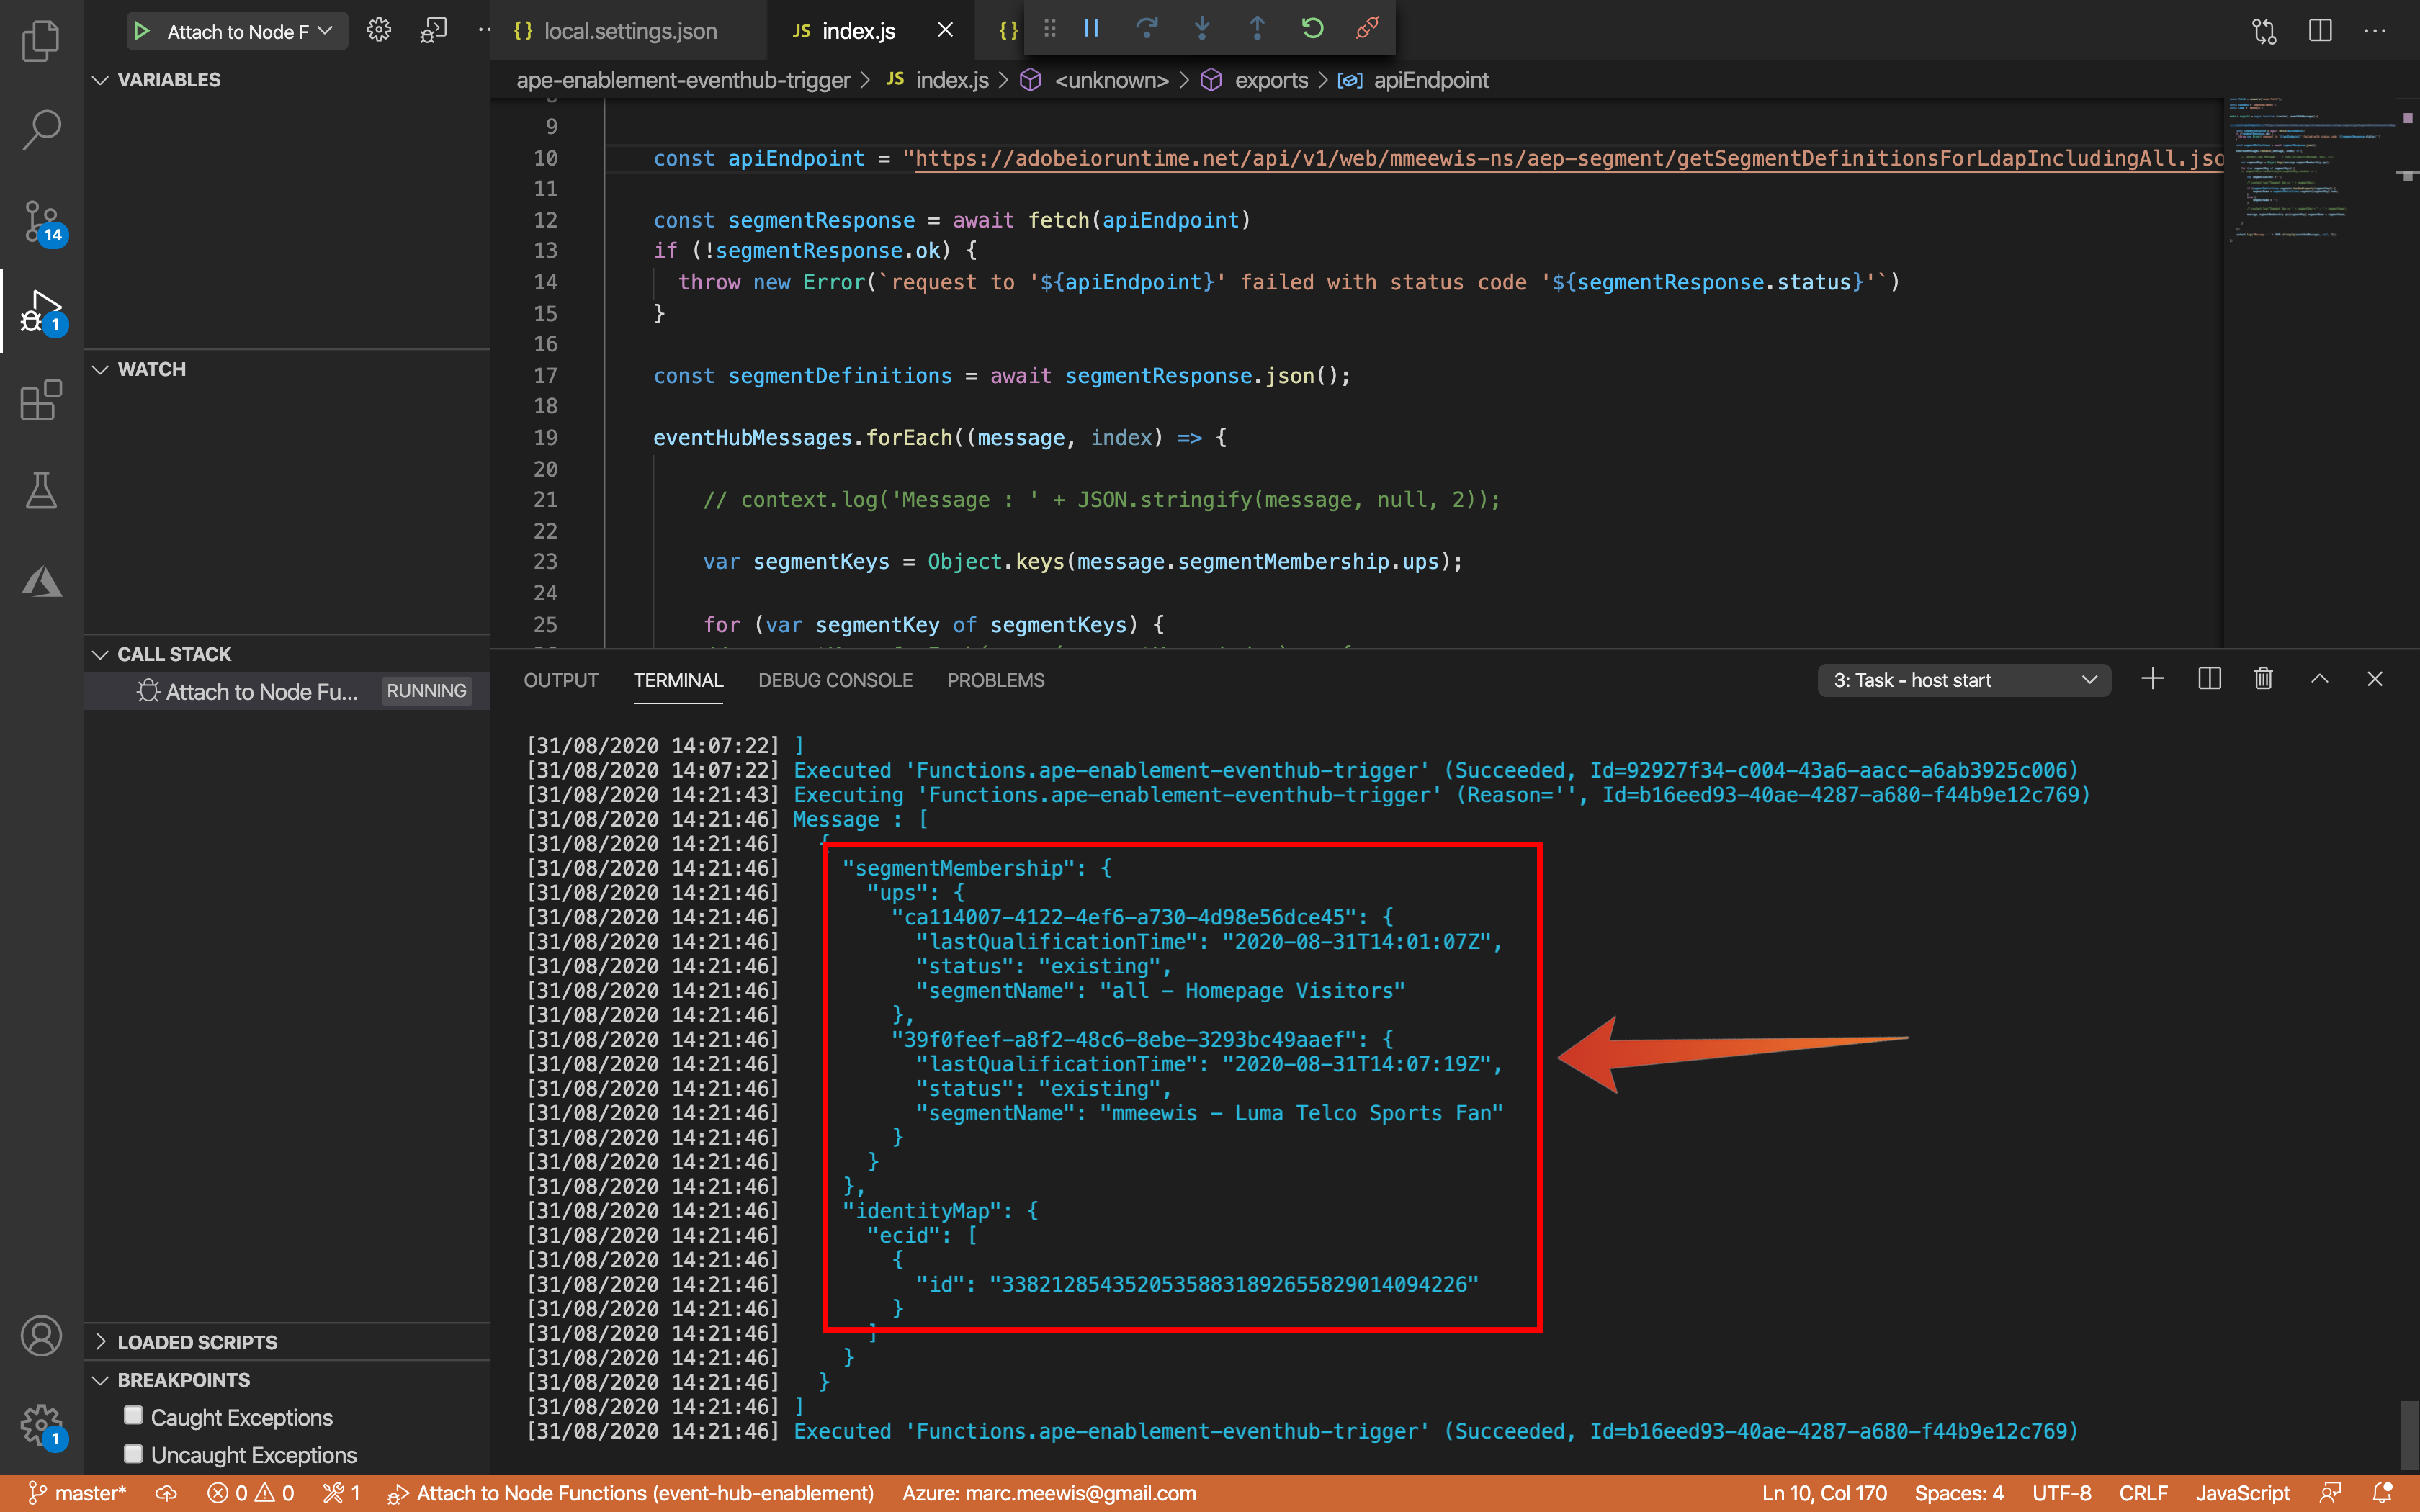 Attach to Node F
{} local.settings.json
JS index.js
{}
VARIABLES
ape-enablement-eventhub-trigger > JS index.js > <unknown> > exports > apiEndpoint
9
10 const apiEndpoint = "https://adobeioruntime.net/api/v1/web/mmeewis-ns/aep-segment/getSegmentDefinitionsForLdapIncludingAll.jso
11
12 const segmentResponse = await fetch(apiEndpoint)
13 if (!segmentResponse.ok) {
14 throw new Error(`request to '${apiEndpoint}' failed with status code '${segmentResponse.status}'`)
15 }
16
17 const segmentDefinitions = await segmentResponse.json();
18
19 eventHubMessages.forEach((message, index) => {
20
21 // context.log('Message : ' + JSON.stringify(message, null, 2));
22
23 var segmentKeys = Object.keys(message.segmentMembership.ups);
24
25 for (var segmentKey of segmentKeys) {
14
1
WATCH
CALL STACK
Attach to Node Fu... RUNNING
OUTPUT TERMINAL DEBUG CONSOLE PROBLEMS 3: Task - host start
[31/08/2020 14:07:22] ]
[31/08/2020 14:07:22] Executed 'Functions.ape-enablement-eventhub-trigger' (Succeeded, Id=92927f34-c004-43a6-aacc-a6ab3925c006)
[31/08/2020 14:21:43] Executing 'Functions.ape-enablement-eventhub-trigger' (Reason='', Id=b16eed93-40ae-4287-a680-f44b9e12c769)
[31/08/2020 14:21:46] Message : [
[31/08/2020 14:21:46] {
[31/08/2020 14:21:46] "segmentMembership": {
[31/08/2020 14:21:46] "ups": {
[31/08/2020 14:21:46] "ca114007-4122-4ef6-a730-4d98e56dce45": {
[31/08/2020 14:21:46] "lastQualificationTime": "2020-08-31T14:01:07Z",
[31/08/2020 14:21:46] "status": "existing",
[31/08/2020 14:21:46] "segmentName": "all - Homepage Visitors"
[31/08/2020 14:21:46] },
[31/08/2020 14:21:46] "39f0feef-a8f2-48c6-8ebe-3293bc49aaef": {
[31/08/2020 14:21:46] "lastQualificationTime": "2020-08-31T14:07:19Z",
[31/08/2020 14:21:46] "status": "existing",
[31/08/2020 14:21:46] "segmentName": "mmeewis - Luma Telco Sports Fan"
[31/08/2020 14:21:46] }
[31/08/2020 14:21:46] }
[31/08/2020 14:21:46] },
[31/08/2020 14:21:46] "identityMap": {
[31/08/2020 14:21:46] "ecid": [
[31/08/2020 14:21:46] {
[31/08/2020 14:21:46] "id": "33821285435205358831892655829014094226"
[31/08/2020 14:21:46] }
[31/08/2020 14:21:46] ]
[31/08/2020 14:21:46] }
[31/08/2020 14:21:46] }
[31/08/2020 14:21:46] ]
[31/08/2020 14:21:46] Executed 'Functions.ape-enablement-eventhub-trigger' (Succeeded, Id=b16eed93-40ae-4287-a680-f44b9e12c769)
LOADED SCRIPTS
BREAKPOINTS
Caught Exceptions
Uncaught Exceptions
1
master* 0 0 1 Attach to Node Functions (event-hub-enablement) Azure: marc.meewis@gmail.com Ln 10, Col 170 Spaces: 4 UTF-8 CRLF JavaScript